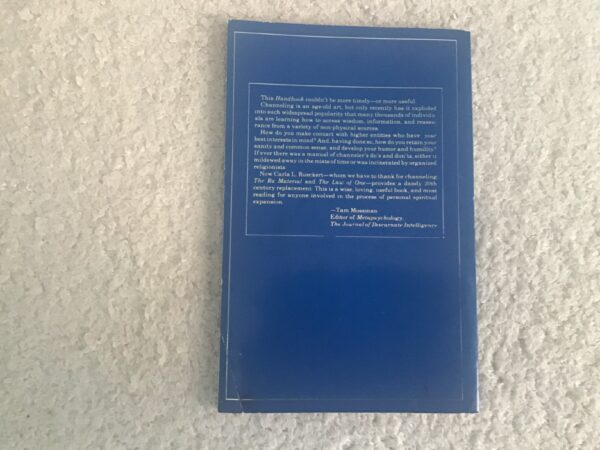 This Handbook couldn't be more timely—or more useful.
Channeling is an age-old art, but only recently has it exploded
into such widespread popularity that many thousands of individu-
als are learning how to access wisdom, information, and reassu-
rance from a variety of non-physical sources.
How do you make contact with higher entities who have your
best interests in mind? And, having done so, how do you retain your
sanity and common sense, and develop your humor and humility?
If ever there was a manual of channeler's do's and don'ts, either it
mildewed away in the mists of time or was incinerated by organized
religionists.
Now Carla L. Rueckert—whom we have to thank for channeling
The Ra Material and The Law of One—provides a dandy 20th
century replacement. This is a wise, loving, useful book, and must
reading for anyone involved in the process of personal spiritual
expansion.
—Tam Mossman
Editor of Metapsychology,
The Journal of Discarnate Intelligence